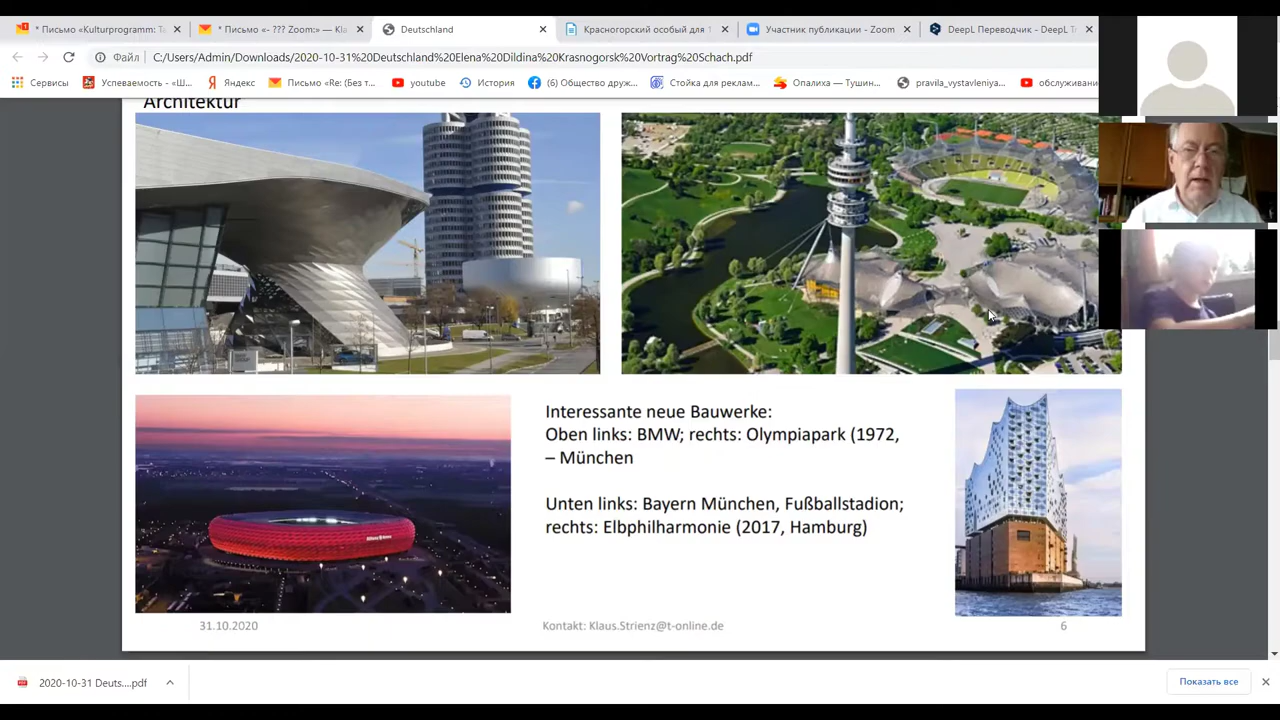 * Письмо «Kulturprogramm: Te
* Письмо «- ??? Zoom:» — Kla
Deutschland
Красногорский особый для 1
Участник публикации - Zoom
DeepL Переводчик - DeepL Tr
Файл
C:/Users/Admin/Downloads/2020-10-31%20Deutschland%20Elena%20Dildina%20Krasnogorsk%20Vortrag%20Schach.pdf
Сервисы
Успеваемость - «Ш...
Яндекс
Письмо «Re: (Без т...
youtube
История
(6) Общество друж...
Стойка для реклам...
Опалиха — Тушин...
pravila_vystavleniya...
обслуживани
Architektur
Interessante neue Bauwerke:
Oben links: BMW; rechts: Olympiapark (1972,
– München
Unten links: Bayern München, Fußballstadion;
rechts: Elbphilharmonie (2017, Hamburg)
31.10.2020
Kontakt: Klaus.Strienz@t-online.de
6
2020-10-31 Deuts....pdf
Показать все